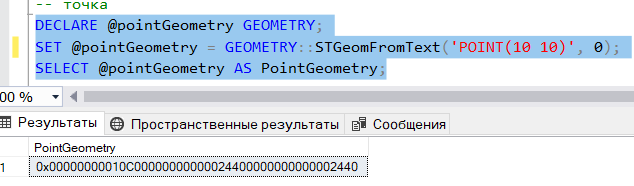 -- точка
DECLARE @pointGeometry GEOMETRY;
SET @pointGeometry = GEOMETRY::STGeomFromText('POINT(10 10)', 0);
SELECT @pointGeometry AS PointGeometry;
00 %
Результаты Пространственные результаты Сообщения
PointGeometry
1 0x00000000010C00000000000024400000000000002440